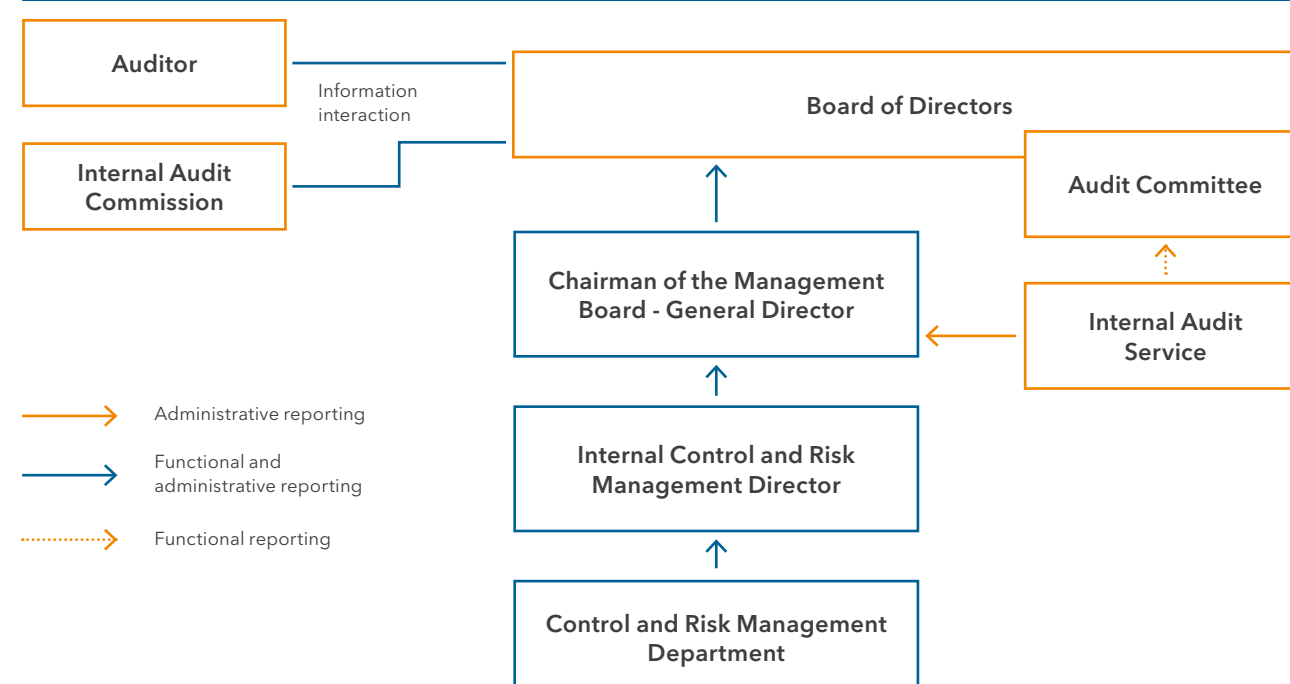 Auditor
Information
interaction
Board of Directors
Internal Audit
Commission
Audit Committee
Chairman of the Management
Board - General Director
Internal Audit
Service
Administrative reporting
Functional and
administrative reporting
Functional reporting
Internal Control and Risk
Management Director
Control and Risk Management
Department